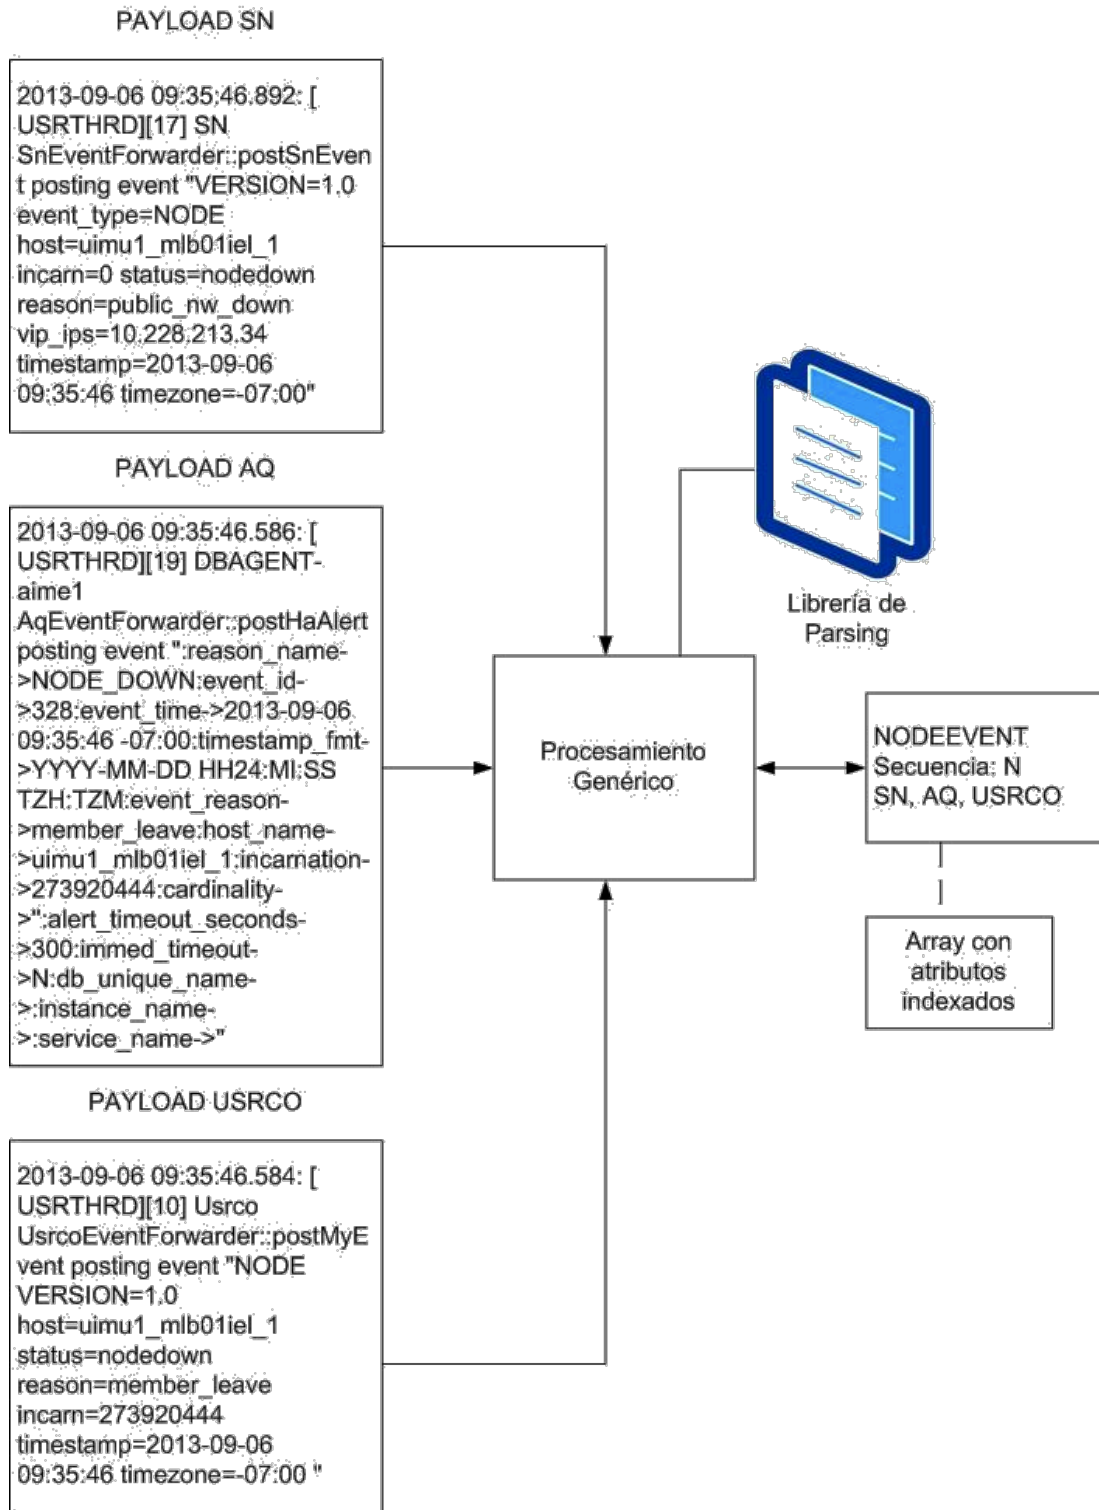 PAYLOAD SN
2013-09-06 09:35:46.892: [
USRTHRD][17] SN
SnEventForwarder::postSnEven
t posting event "VERSION=1.0
event_type=NODE
host=uimu1_mlb01iel_1
incarn=0 status=nodedown
reason=public_nw_down
vip_ips=10.228.213.34
timestamp=2013-09-06
09:35:46 timezone=-07:00"
PAYLOAD AQ
2013-09-06 09:35:46.586: [
USRTHRD][19] DBAGENT-
aime1
AqEventForwarder::postHaAlert
posting event ":reason_name-
>NODE_DOWN:event_id-
>328:event_time->2013-09-06
09:35:46 -07:00:timestamp_fmt-
>YYYY-MM-DD HH24:MI:SS
TZH:TZM:event_reason-
>member_leave:host_name-
>uimu1_mlb01iel_1:incarnation-
>273920444:cardinality-
>":alert_timeout_seconds-
>300:immed_timeout-
>N:db_unique_name-
>:instance_name-
>:service_name->"
PAYLOAD USRCO
2013-09-06 09:35:46.584: [
USRTHRD][10] Usrco
UsrcoEventForwarder::postMyE
vent posting event "NODE
VERSION=1.0
host=uimu1_mlb01iel_1
status=nodedown
reason=member_leave
incarn=273920444
timestamp=2013-09-06
09:35:46 timezone=-07:00 "
Librería de
Parsing
Procesamiento
Genérico
NODEEVENT
Secuencia: N
SN, AQ, USRCO
Array con
atributos
indexados